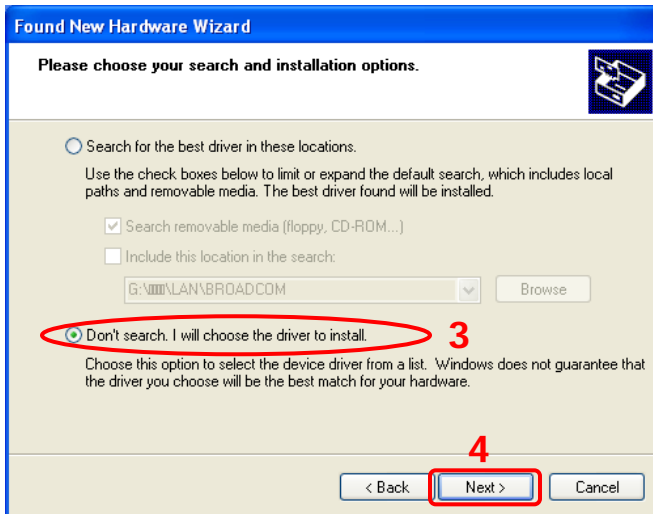 Found New Hardware Wizard
Please choose your search and installation options.
Search for the best driver in these locations.
Use the check boxes below to limit or expand the default search, which includes local
paths and removable media. The best driver found will be installed.
Search removable media (floppy, CD-ROM...)
Include this location in the search:
\LAN\BROADCOM
Browse
Don't search. I will choose the driver to install.
3
Choose this option to select the device driver from a list. Windows does not guarantee that
the driver you choose will be the best match for your hardware.
4
< Back
Next >
Cancel